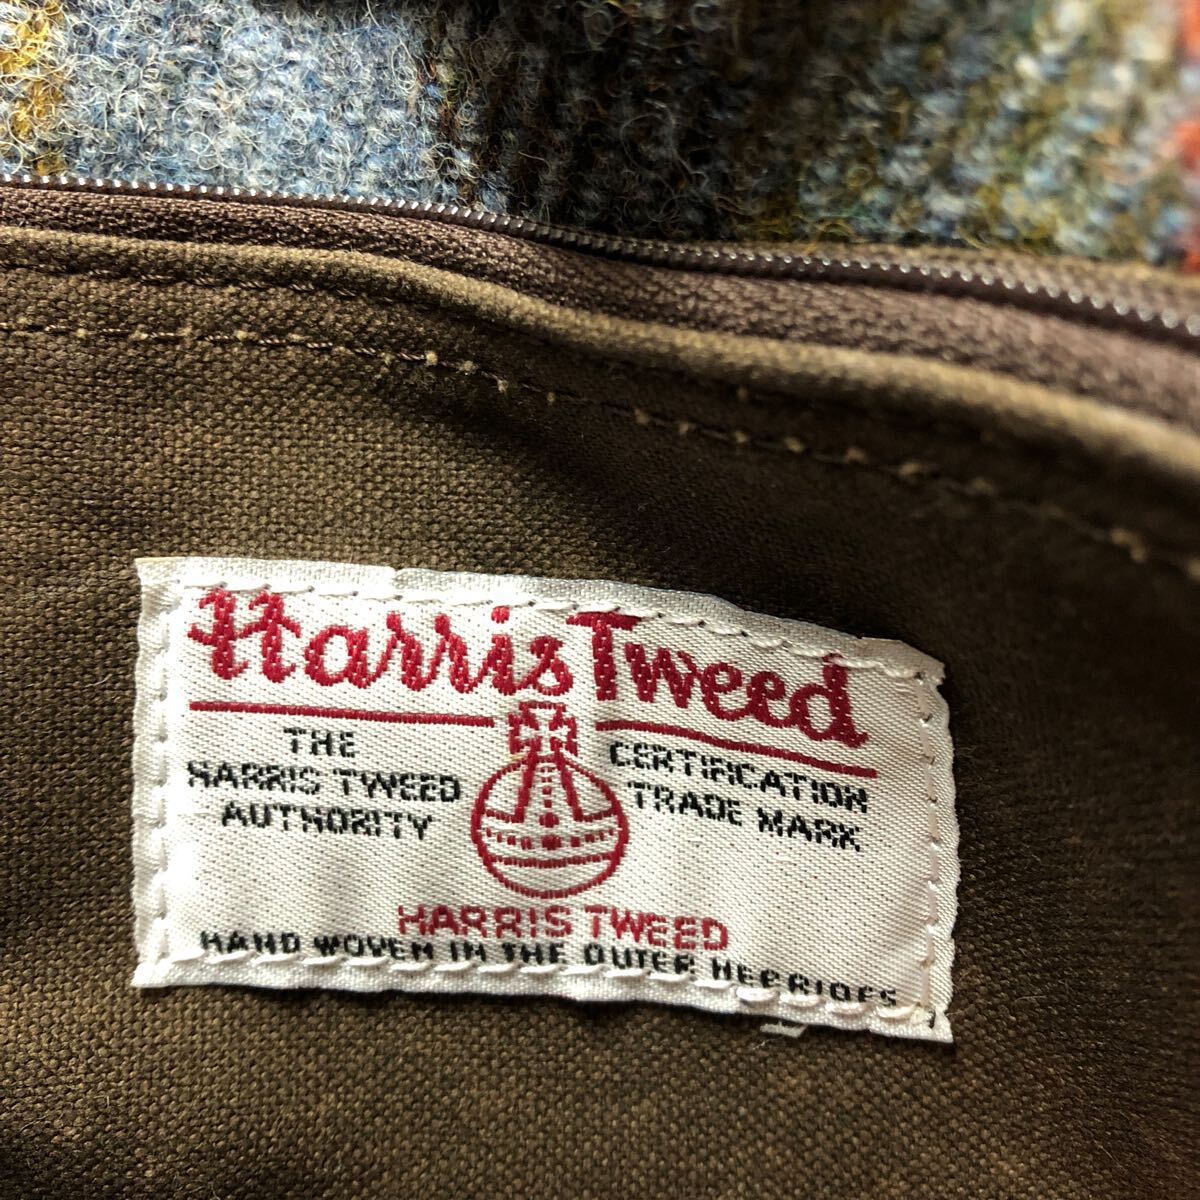 Harris Tweed
THE
HARRIS TWEED
AUTHORITY
CERTIFICATION
TRADE MARK
HARRIS TWEED
HAND WOVEN IN THE OUTER HEBRIDES